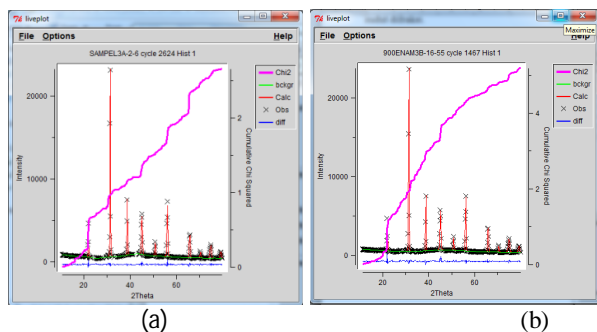 liveplot
File Options Help
SAMPEL3A-2-6 cycle 2624 Hist 1
Intensity
20000
10000
0
20
40
60
2Theta
2
1
0
Cumulative Chi Squared
Chi2
bckgr
Calc
Obs
diff
(a)
liveplot
Maximize
File Options Help
900ENAM3B-16-55 cycle 1467 Hist 1
Intensity
20000
10000
0
20
40
60
2Theta
4
2
0
Cumulative Chi Squared
Chi2
bckgr
Calc
Obs
diff
(b)